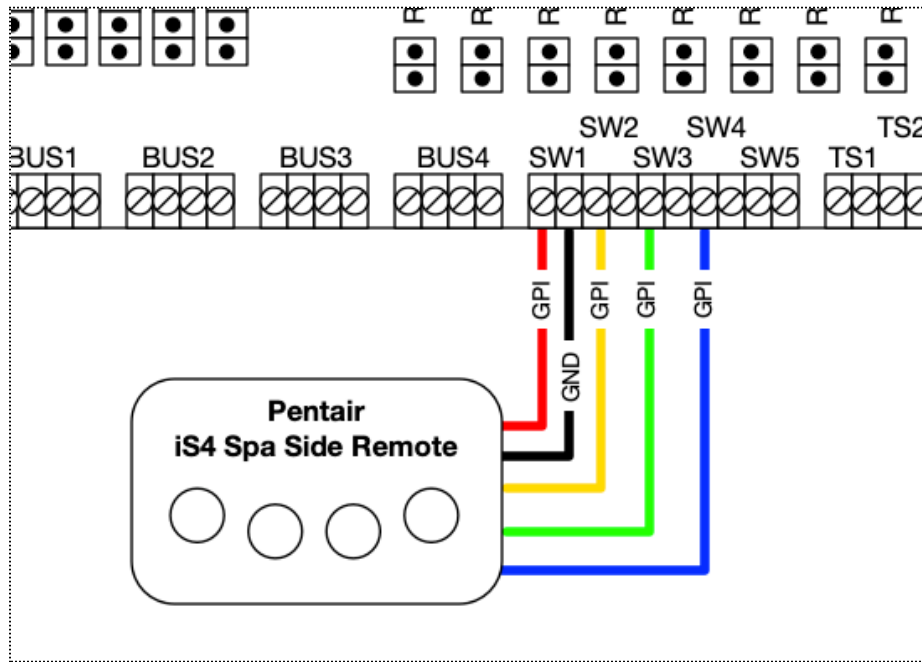 R R R R R R R R
SW2 SW4 TS2
BUS1 BUS2 BUS3 BUS4 SW1 SW3 SW5 TS1
GPI GPI GPI GPI
GND
Pentair
iS4 Spa Side Remote